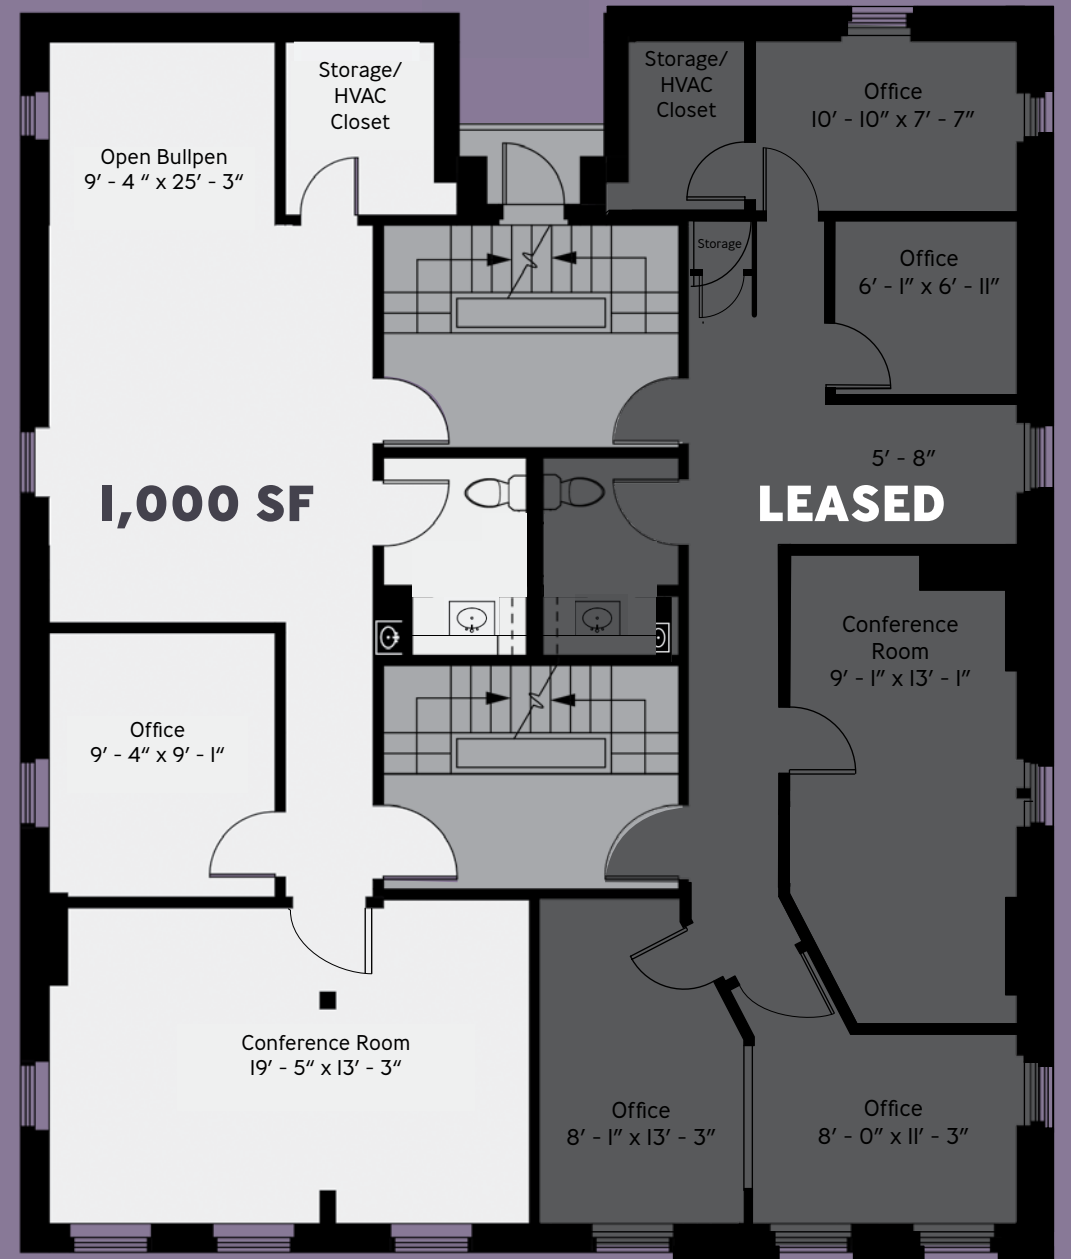 Storage/
HVAC
Closet
Open Bullpen
9' - 4 “ x 25' - 3“
Storage/
HVAC
Closet
Office
10' - 10” x 7' - 7”
Storage
Office
6' - 1” x 6' - 11”
5' - 8”
1,000 SF
LEASED
Conference
Room
9' - 1” x 13' - 1”
Office
9' - 4“ x 9' - 1“
Conference Room
19' - 5“ x 13' - 3“
Office
8' - 1” x 13' - 3”
Office
8' - 0” x 11' - 3”